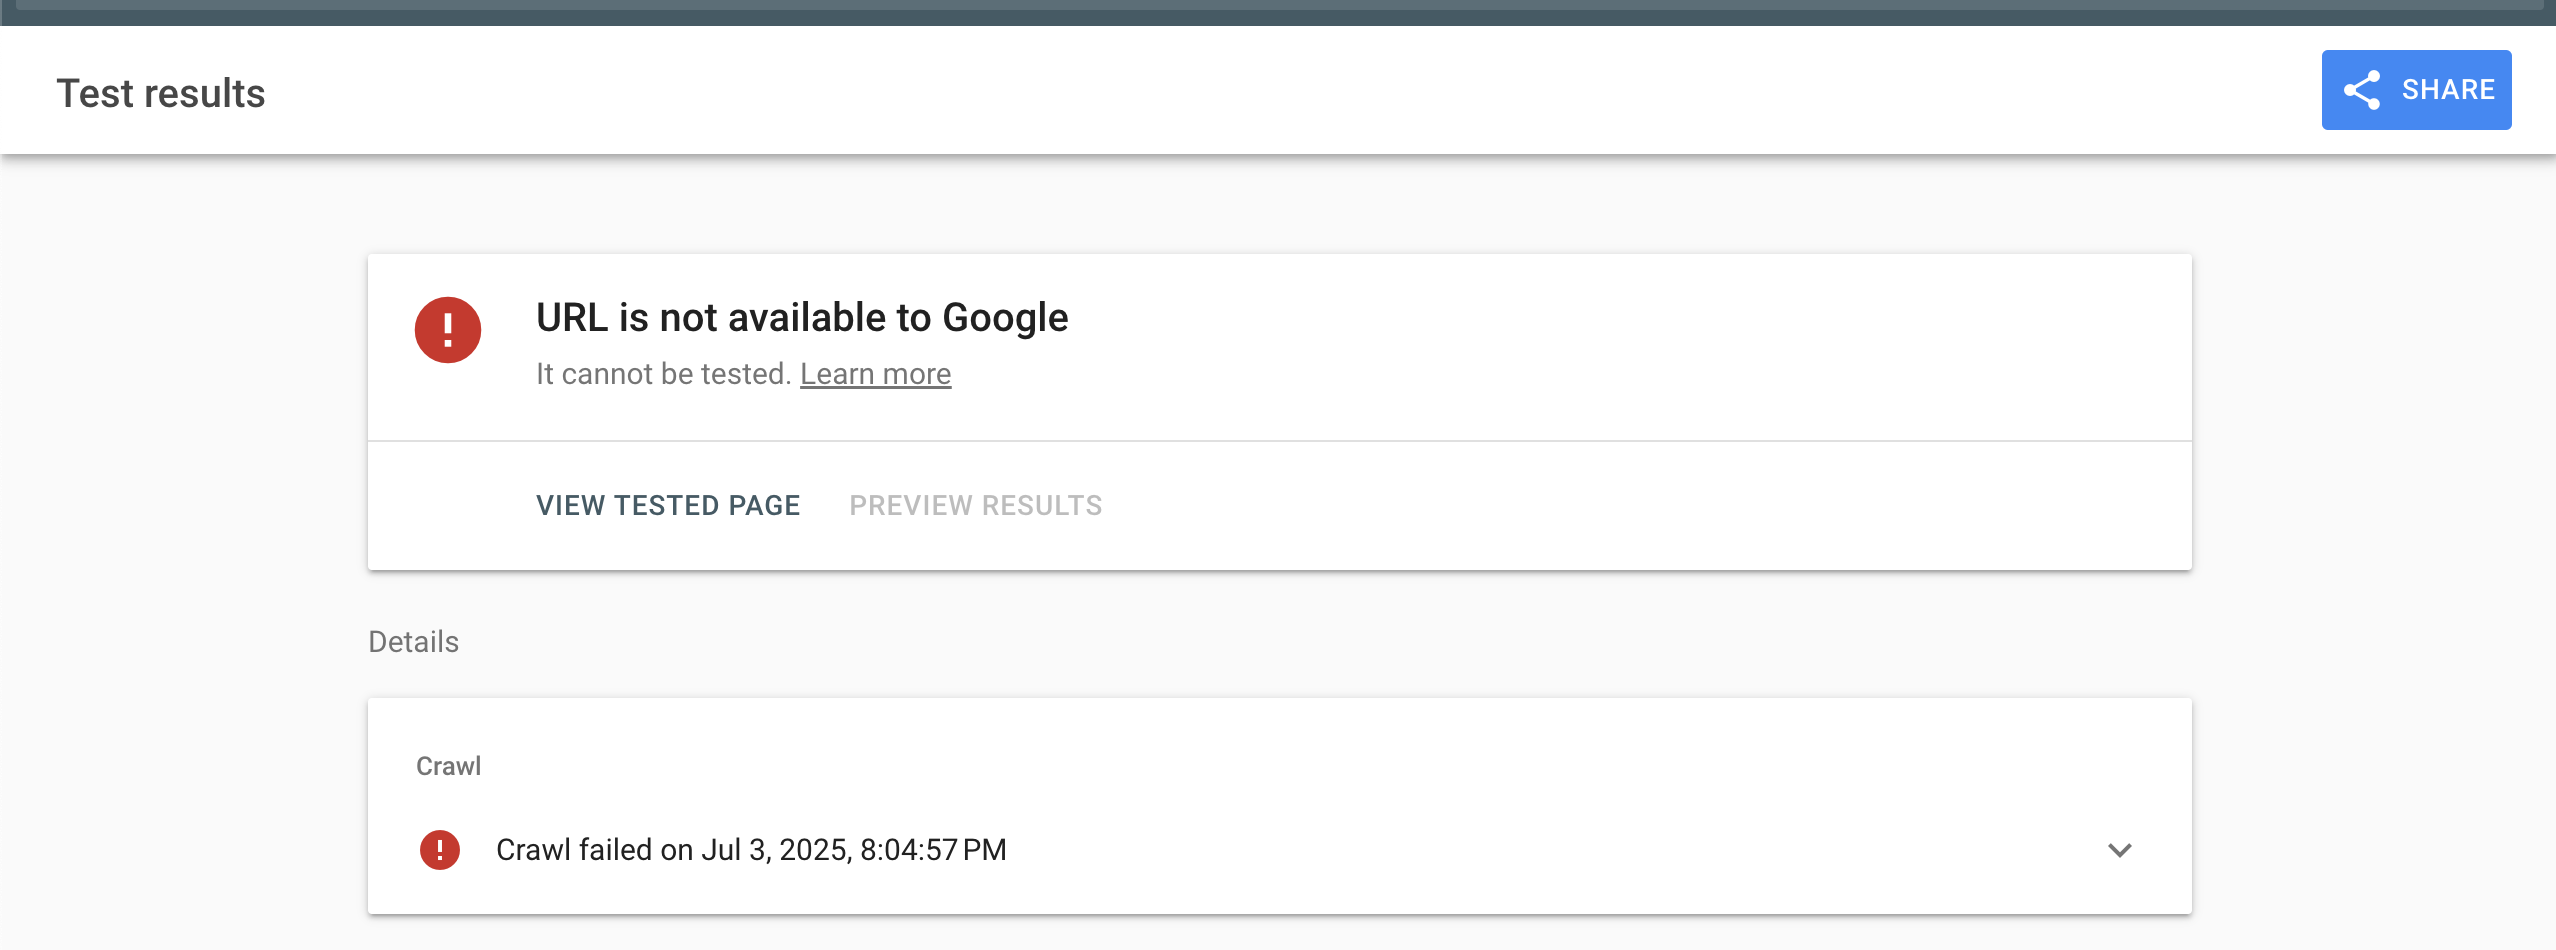 Test results
SHARE
URL is not available to Google
It cannot be tested. Learn more
VIEW TESTED PAGE PREVIEW RESULTS
Details
Crawl
Crawl failed on Jul 3, 2025, 8:04:57 PM